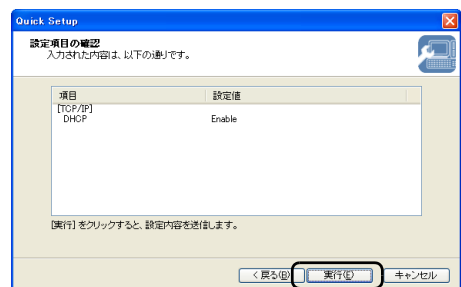 Quick Setup
設定項目の確認
入力された内容は、以下の通りです。
項目 設定値
[TCP/IP]
DHCP Enable
[実行] をクリックすると、設定内容を送信します。
< 戻る(B) 実行(E) キャンセル